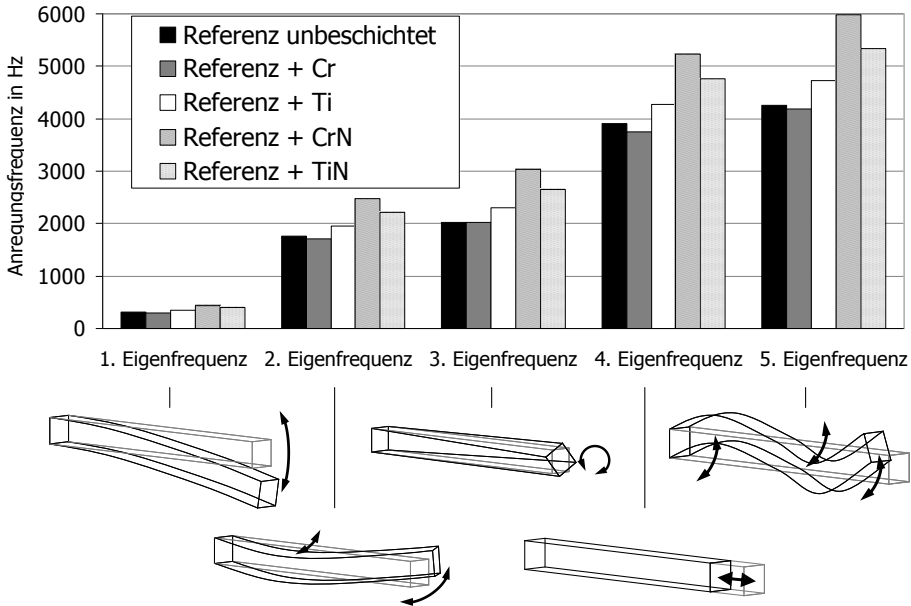 6000
5000
4000
3000
2000
1000
0
Anregungsfrequenz in Hz
Referenz unbeschichtet
Referenz + Cr
Referenz + Ti
Referenz + CrN
Referenz + TiN
1. Eigenfrequenz 2. Eigenfrequenz 3. Eigenfrequenz 4. Eigenfrequenz 5. Eigenfrequenz